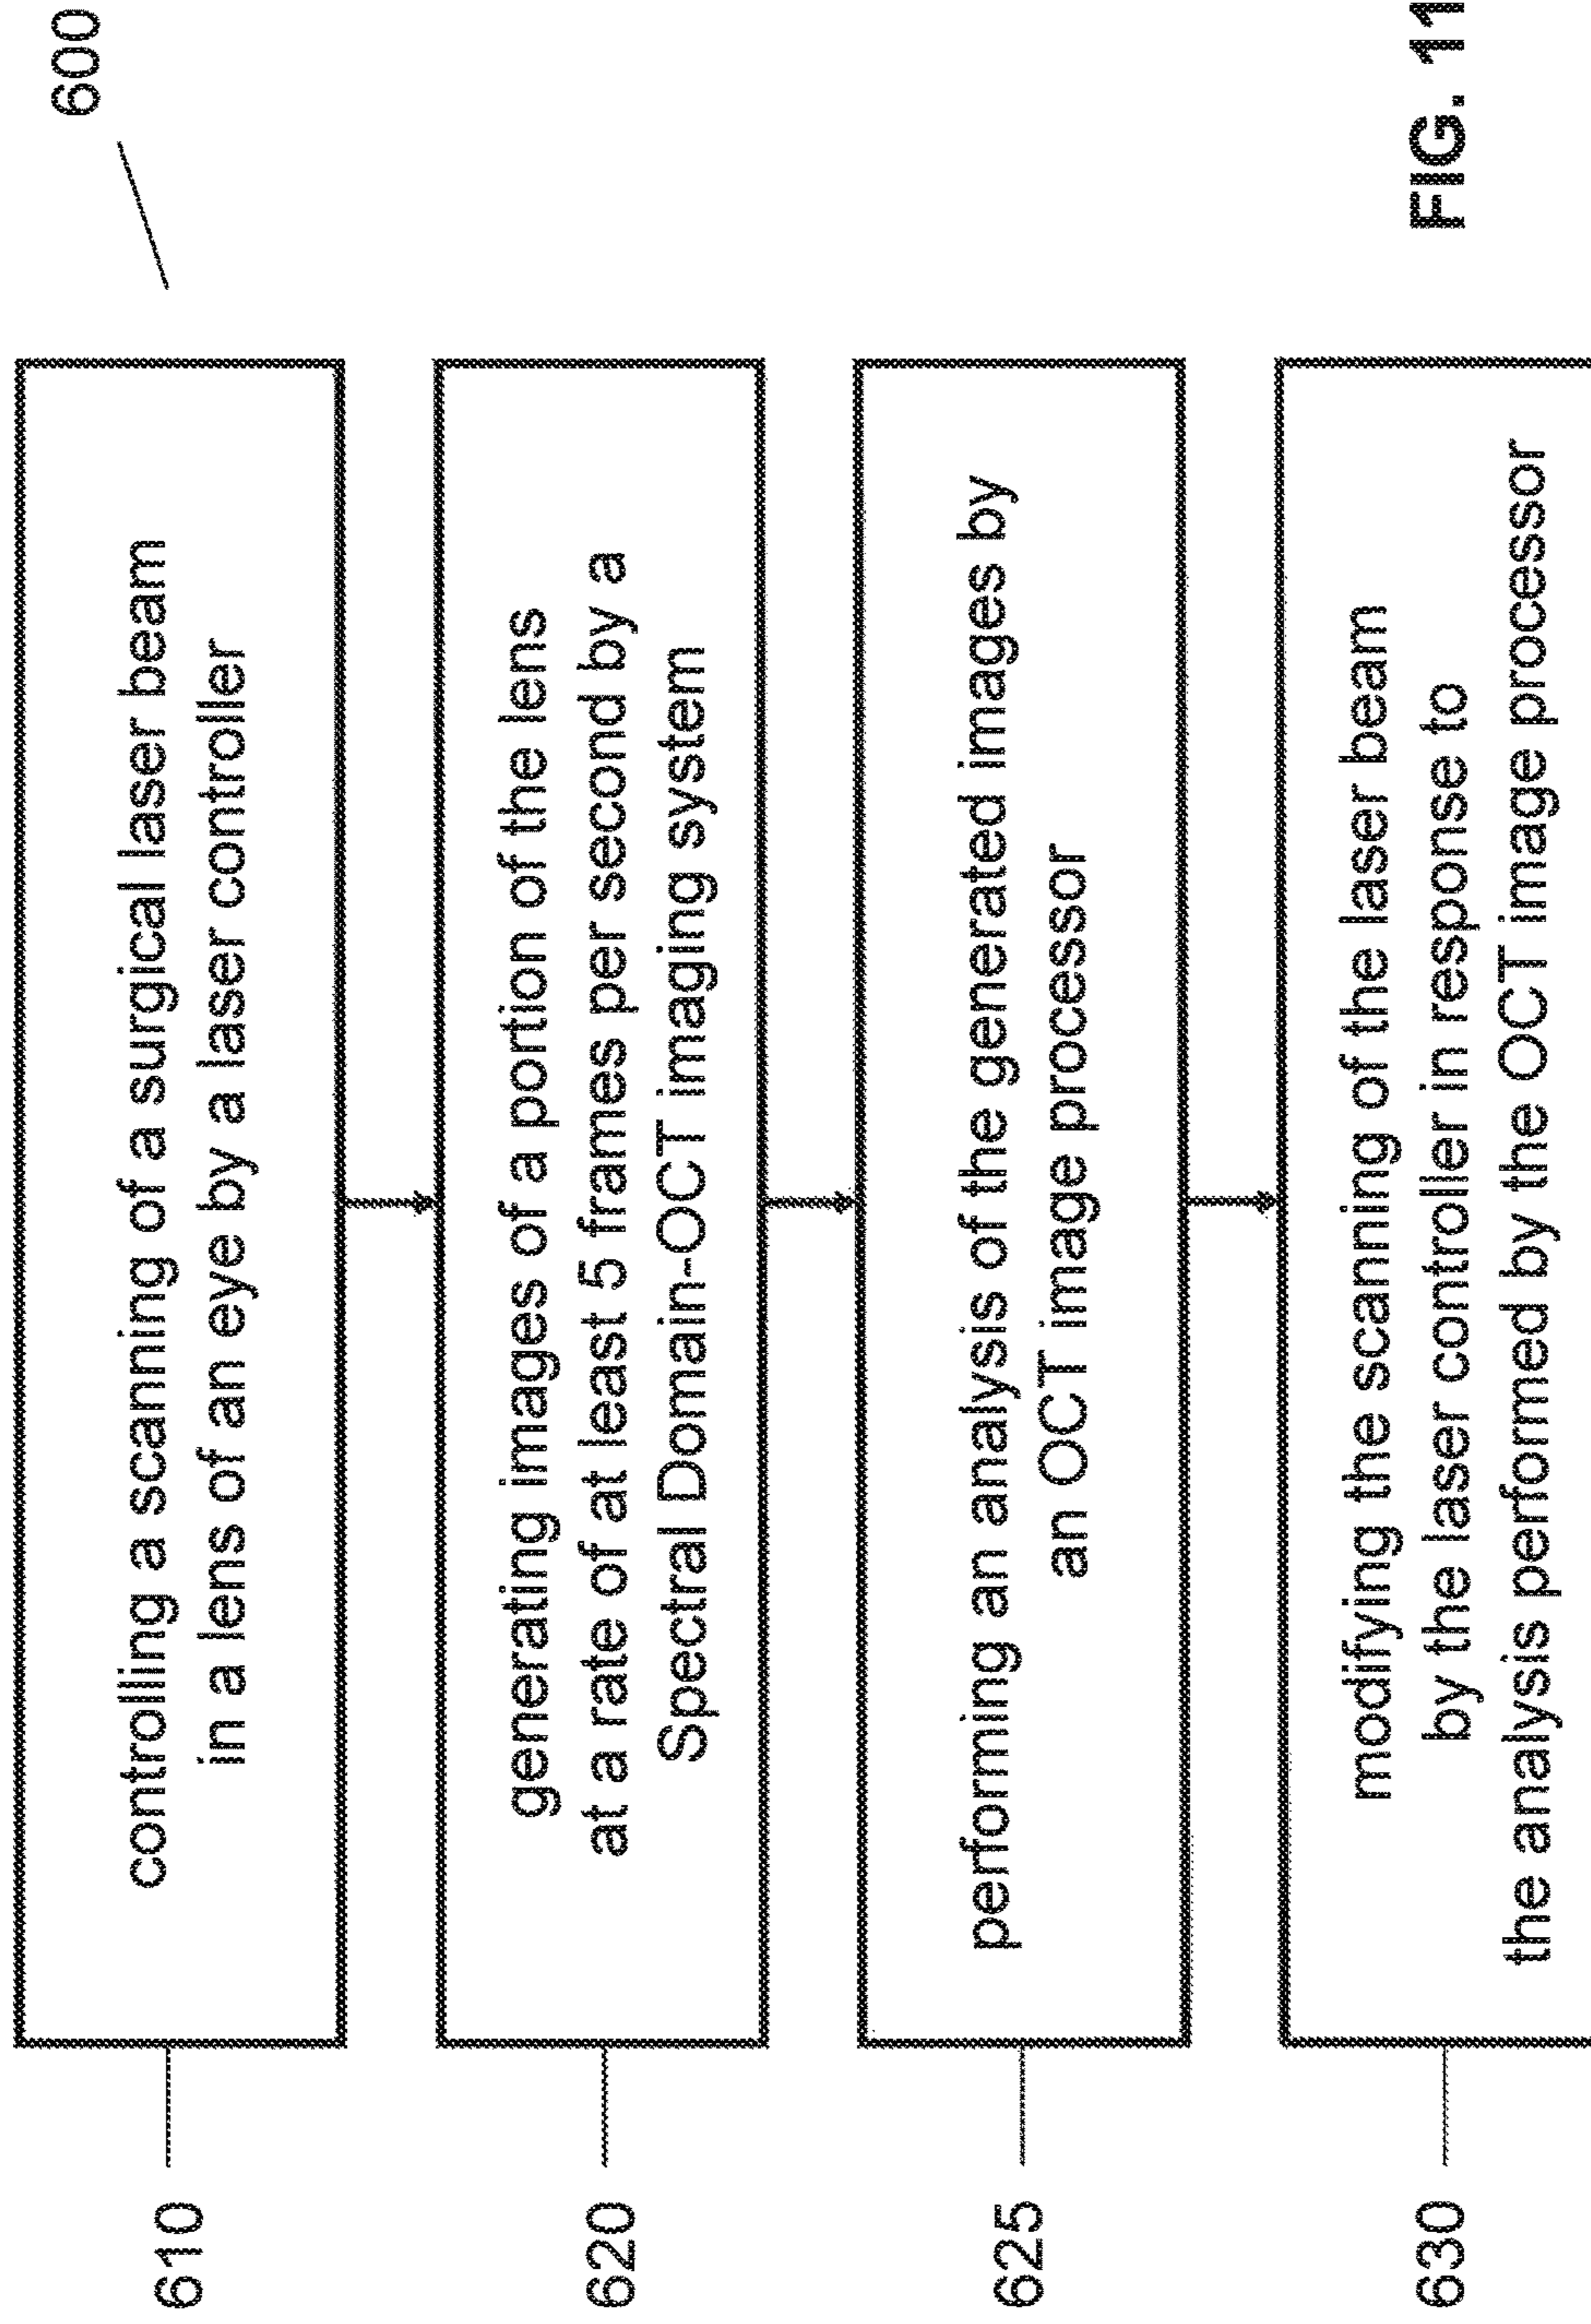 600
610
controlling a scanning of a surgical laser beam
in a lens of an eye by a laser controller
620
generating images of a portion of the lens
at a rate of at least 5 frames per second by a
Spectral Domain-OCT imaging system
625
performing an analysis of the generated images by
an OCT image processor
630
modifying the scanning of the laser beam
by the laser controller in response to
the analysis performed by the OCT image processor
FIG. 11